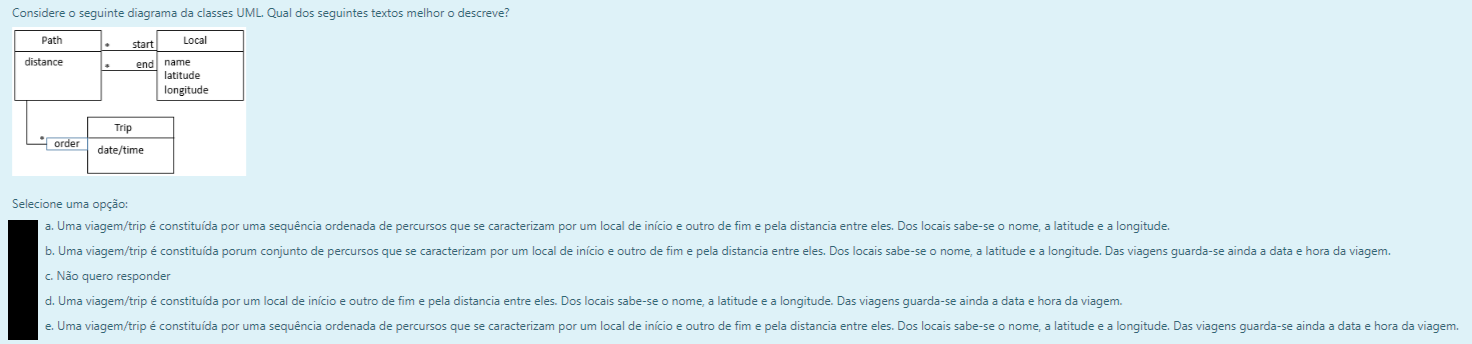 Considere o seguinte diagrama da classes UML. Qual dos seguintes textos melhor o descreve?
Path
* start
Local
distance
* end
name
latitude
longitude
Trip
*
order
date/time
Selecione uma opção:
a. Uma viagem/trip é constituída por uma sequência ordenada de percursos que se caracterizam por um local de início e outro de fim e pela distancia entre eles. Dos locais sabe-se o nome, a latitude e a longitude.
b. Uma viagem/trip é constituída porum conjunto de percursos que se caracterizam por um local de início e outro de fim e pela distancia entre eles. Dos locais sabe-se o nome, a latitude e a longitude. Das viagens guarda-se ainda a data e hora da viagem.
c. Não quero responder
d. Uma viagem/trip é constituída por um local de início e outro de fim e pela distancia entre eles. Dos locais sabe-se o nome, a latitude e a longitude. Das viagens guarda-se ainda a data e hora da viagem.
e. Uma viagem/trip é constituída por uma sequência ordenada de percursos que se caracterizam por um local de início e outro de fim e pela distancia entre eles. Dos locais sabe-se o nome, a latitude e a longitude. Das viagens guarda-se ainda a data e hora da viagem.